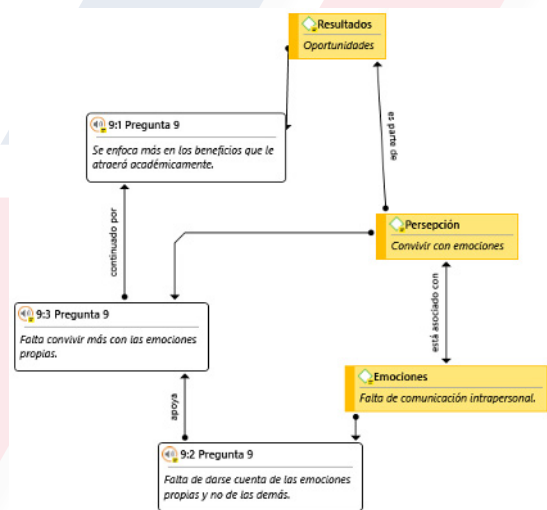 Resultados
Oportunidades
es parte de
9:1 Pregunta 9
Se enfoca más en los beneficios que le
atraerá académicamente.
continuado por
Persepción
Convivir con emociones
está asociado con
9:3 Pregunta 9
Falta convivir más con las emociones
propias.
Emociones
Falta de comunicación intrapersonal.
apoya
9:2 Pregunta 9
Falta de darse cuenta de las emociones
propias y no de las demás.